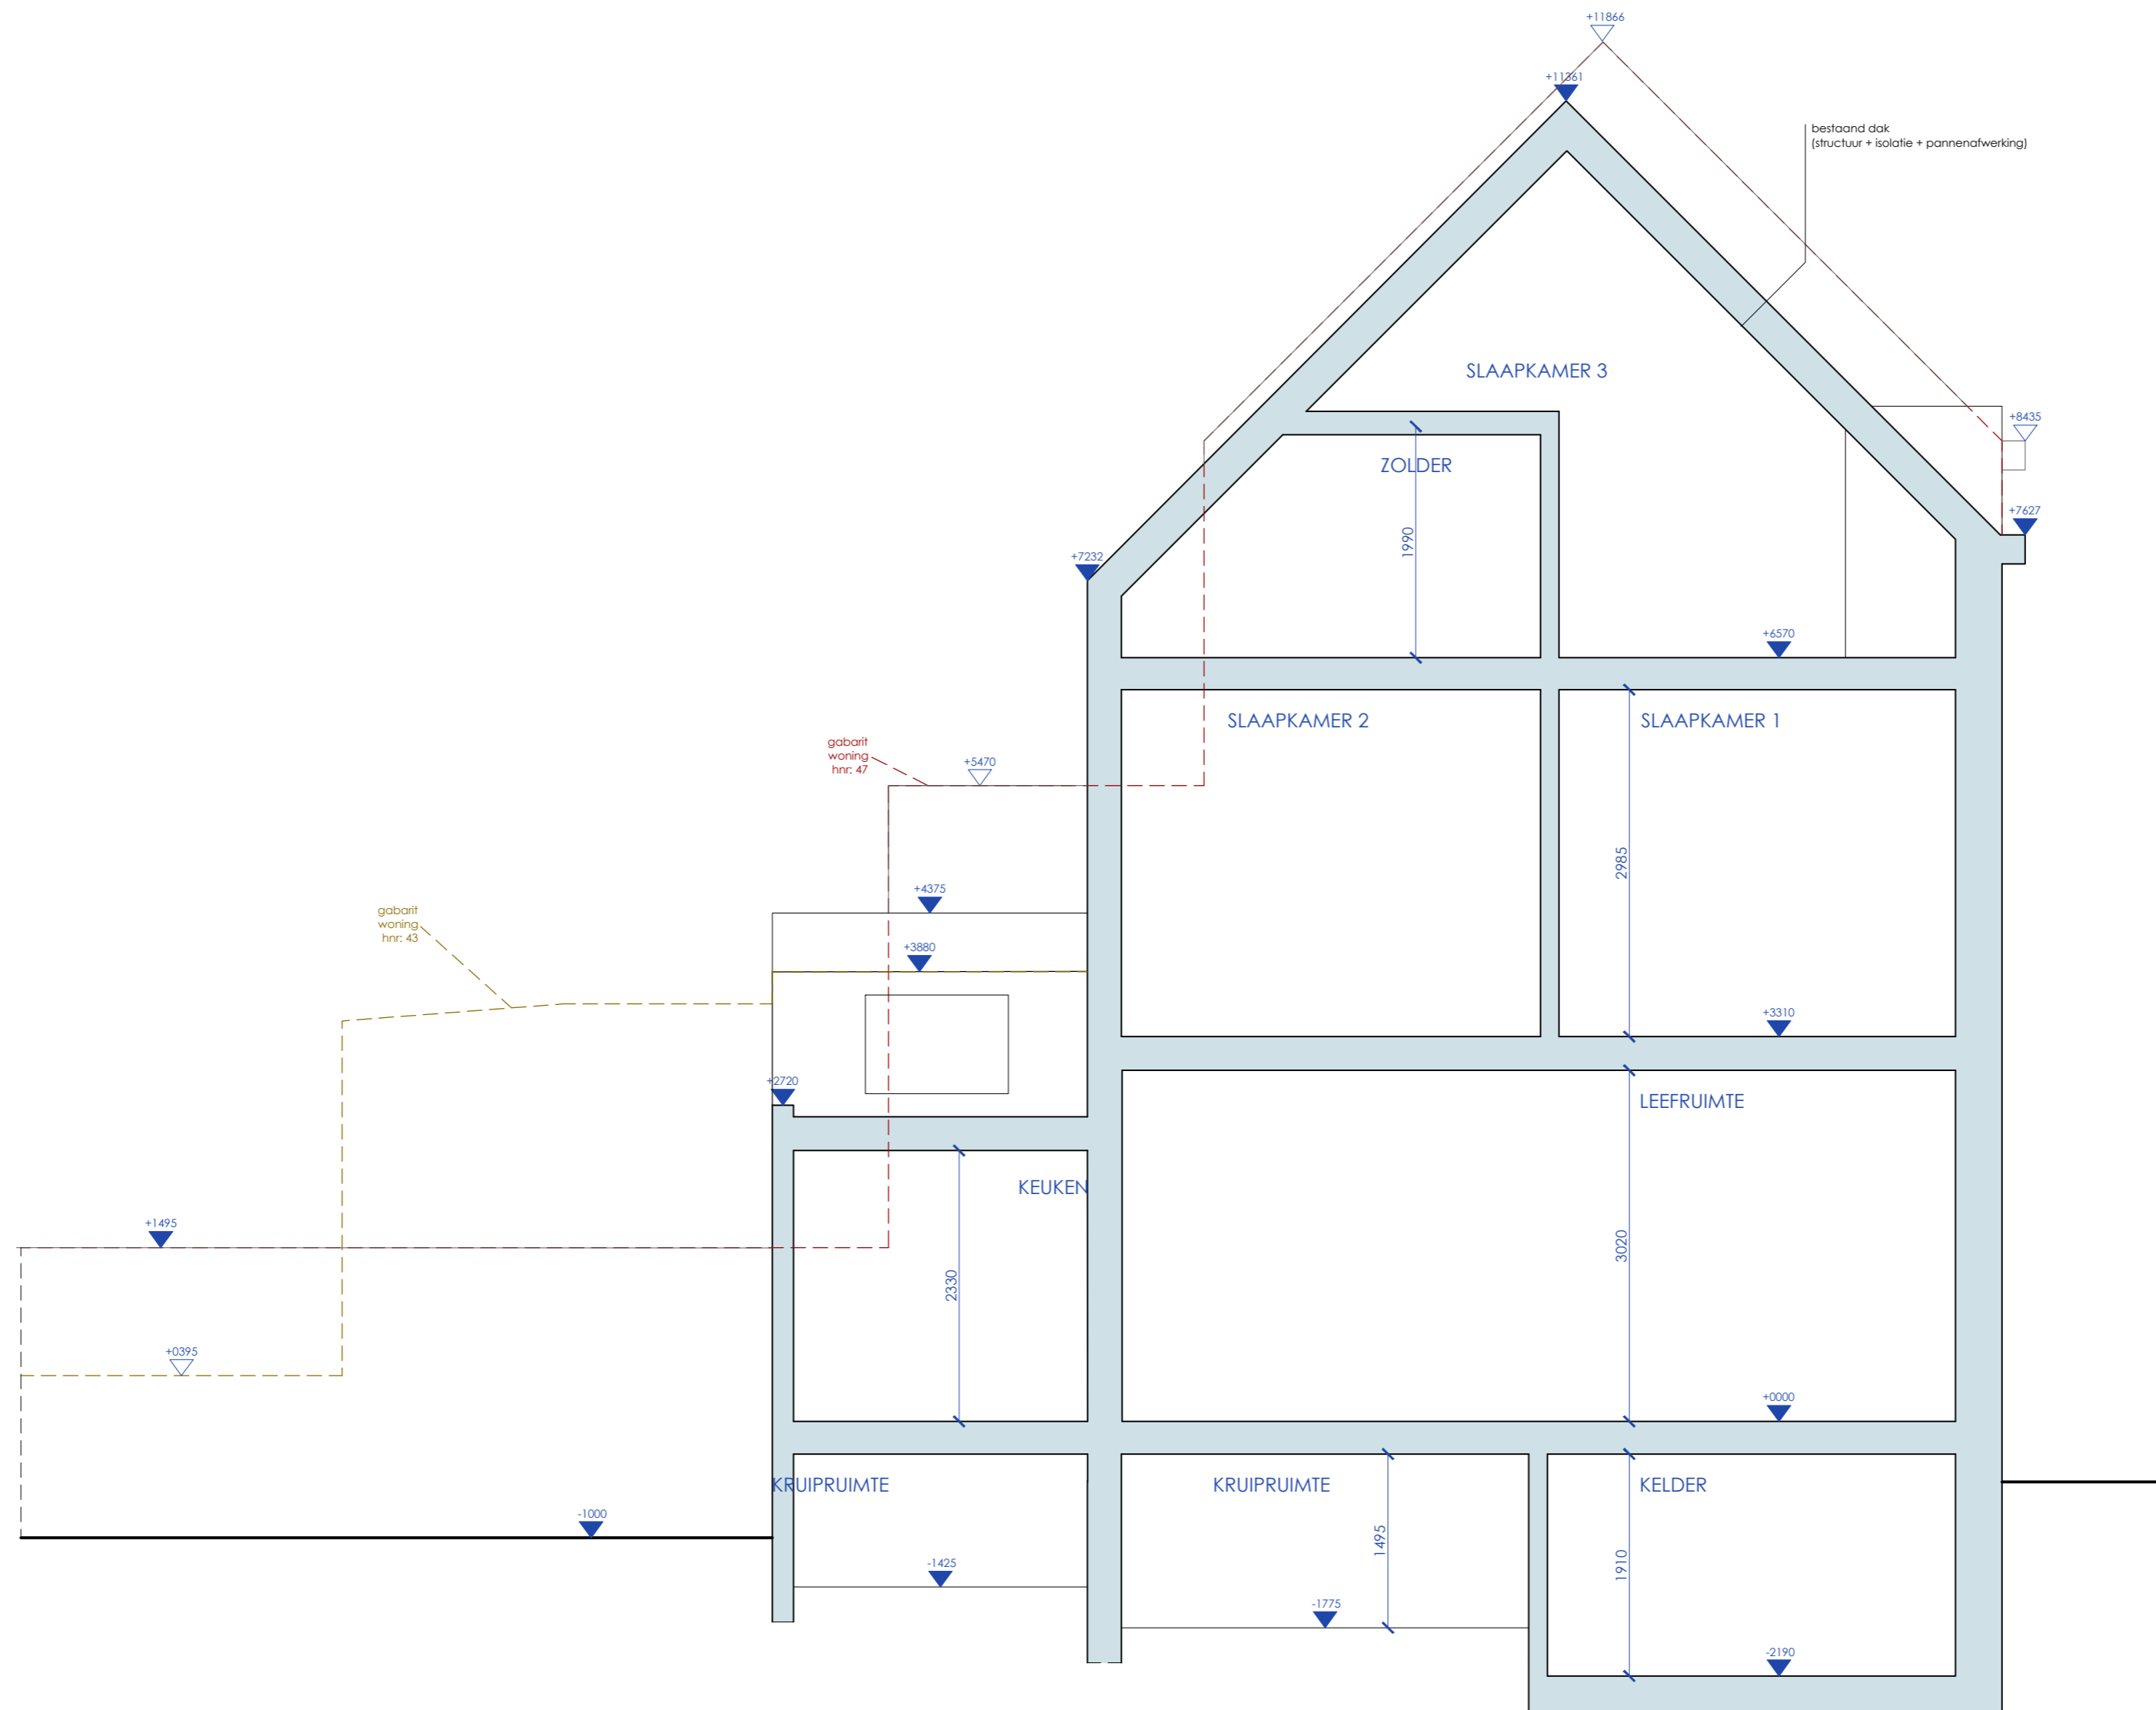 +11866
+11361
bestaand dak
(structuur + isolatie + pannenafwerking)
SLAAPKAMER 3
+8435
ZOLDER
+7627
1990
+7232
+6570
SLAAPKAMER 2
SLAAPKAMER 1
gabarit
woning
hnr: 47
+5470
2985
+4375
gabarit
woning
hnr: 43
+3880
+3310
+2720
LEEFRUIMTE
KEUKEN
+1495
3020
2330
+0395
+0000
KRUIPRUIMTE
KRUIPRUIMTE
KELDER
-1000
1495
-1425
1910
-1775
-2190